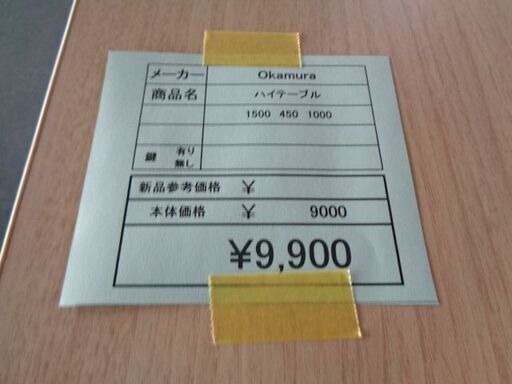 メーカー Okamura
商品名 ハイテーブル
1500 450 1000
鍵 有り
無し
新品参考価格 ¥
本体価格 ¥ 9000
¥9,900